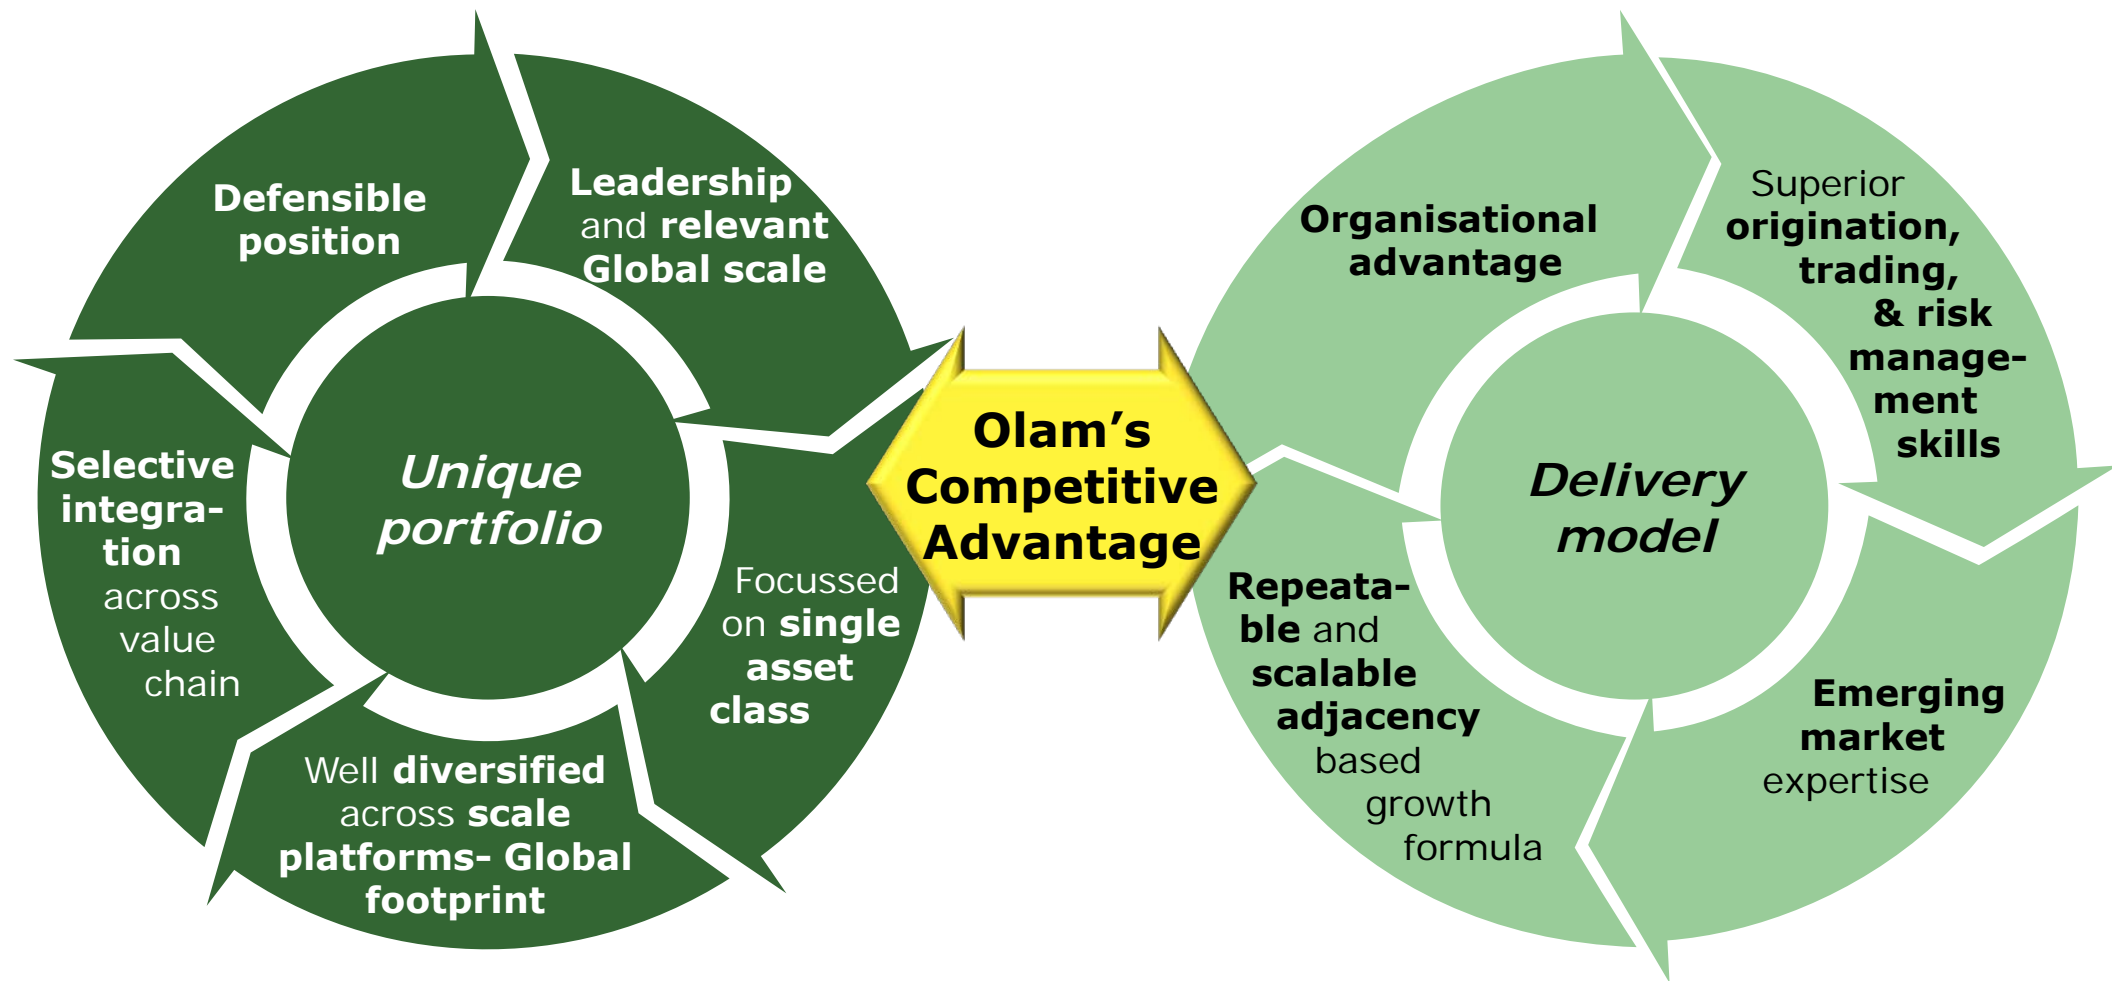 Defensible
position
Leadership
and relevant
Global scale
Focussed
on single
asset
class
Well diversified
across scale
platforms- Global
footprint
Selective
integra-
tion
across
value
chain
Unique
portfolio
Olam’s
Competitive
Advantage
Organisational
advantage
Superior
origination,
trading,
& risk
manage-
ment
skills
Emerging
market
expertise
Repeata-
ble and
scalable
adjacency
based
growth
formula
Delivery
model